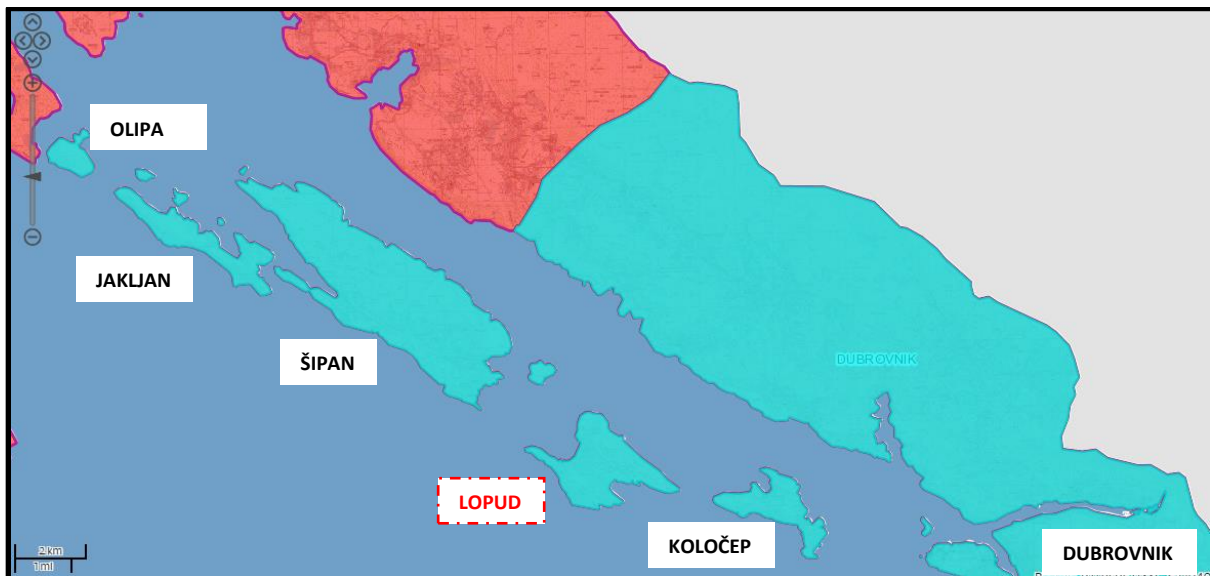 OLIPA
JAKLJAN
ŠIPAN
DUBROVNIK
LOPUD
KOLOČEP
DUBROVNIK
2 km
1 mi